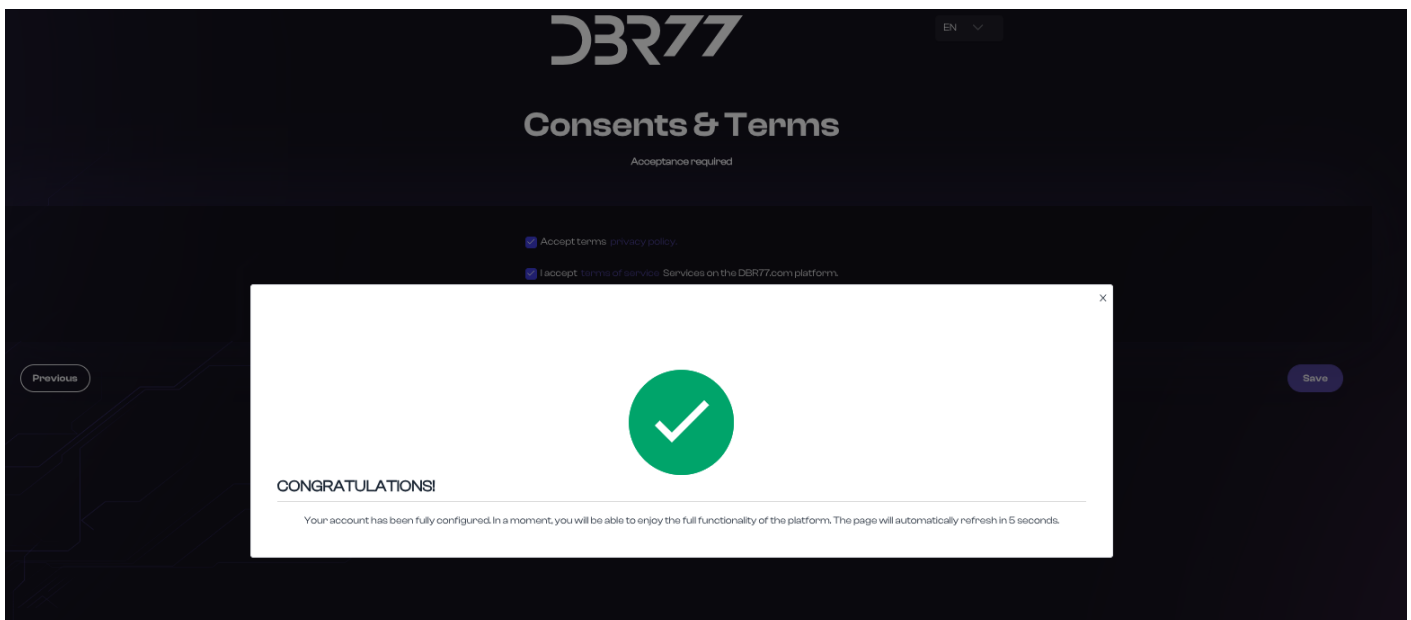 DBR77
EN
Consents & Terms
Acceptance required
Accept terms privacy policy.
I accept terms of service Services on the DBR77.com platform.
X
Previous
Save
CONGRATULATIONS!
Your account has been fully configured. In a moment, you will be able to enjoy the full functionality of the platform. The page will automatically refresh in 5 seconds.